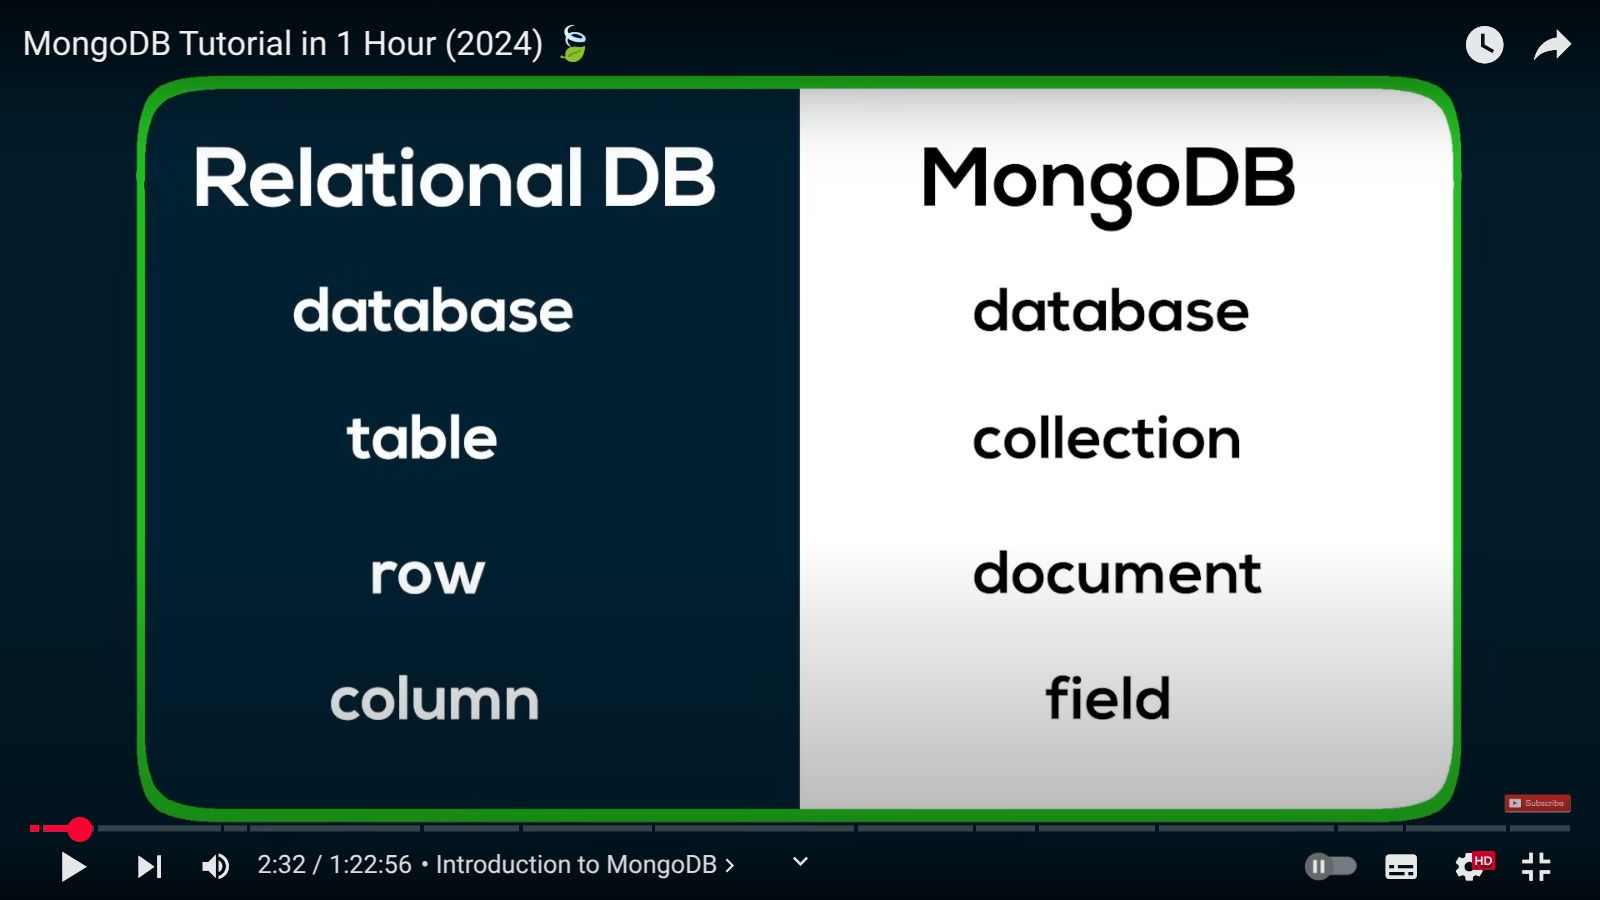 MongoDB Tutorial in 1 Hour (2024)
Relational DB
MongoDB
database
database
table
collection
row
document
column
field
Subscribe
2:32 / 1:22:56 • Introduction to MongoDB
HD